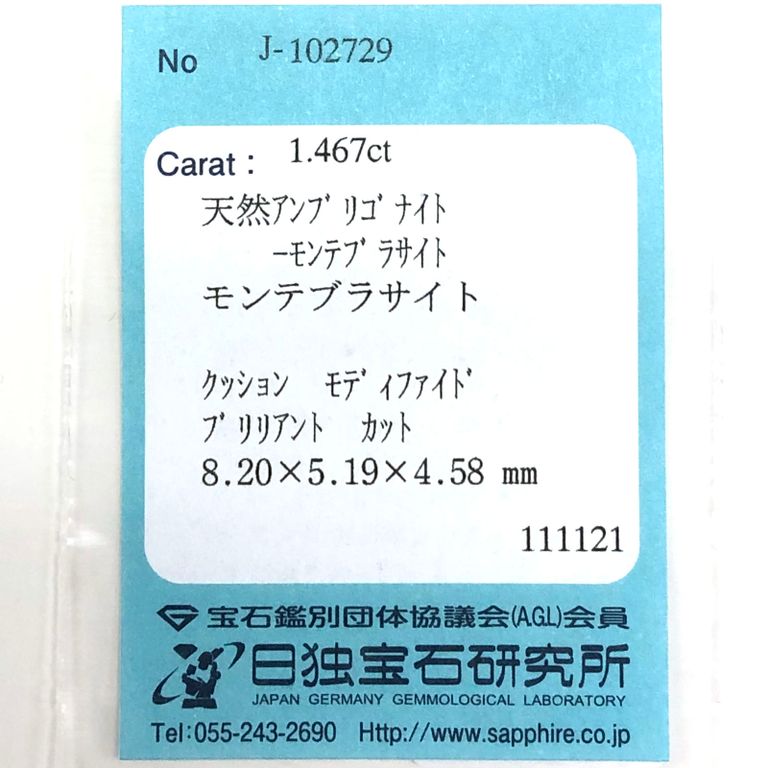 No J-102729
Carat : 1.467ct
天然ｱﾝﾌﾞﾘｺﾞﾅｲﾄ
-ﾓﾝﾃﾌﾞﾗｻｲﾄ
モンテブラサイト
ｸｯｼｮﾝ ﾓﾃﾞｨﾌｧｲﾄﾞ
ﾌﾞﾘﾘｱﾝﾄ ｶｯﾄ
8.20×5.19×4.58 mm
111121
宝石鑑別団体協議会(A.G.L)会員
日独宝石研究所
JAPAN GERMANY GEMMOLOGICAL LABORATORY
Tel:055-243-2690 Http://www.sapphire.co.jp